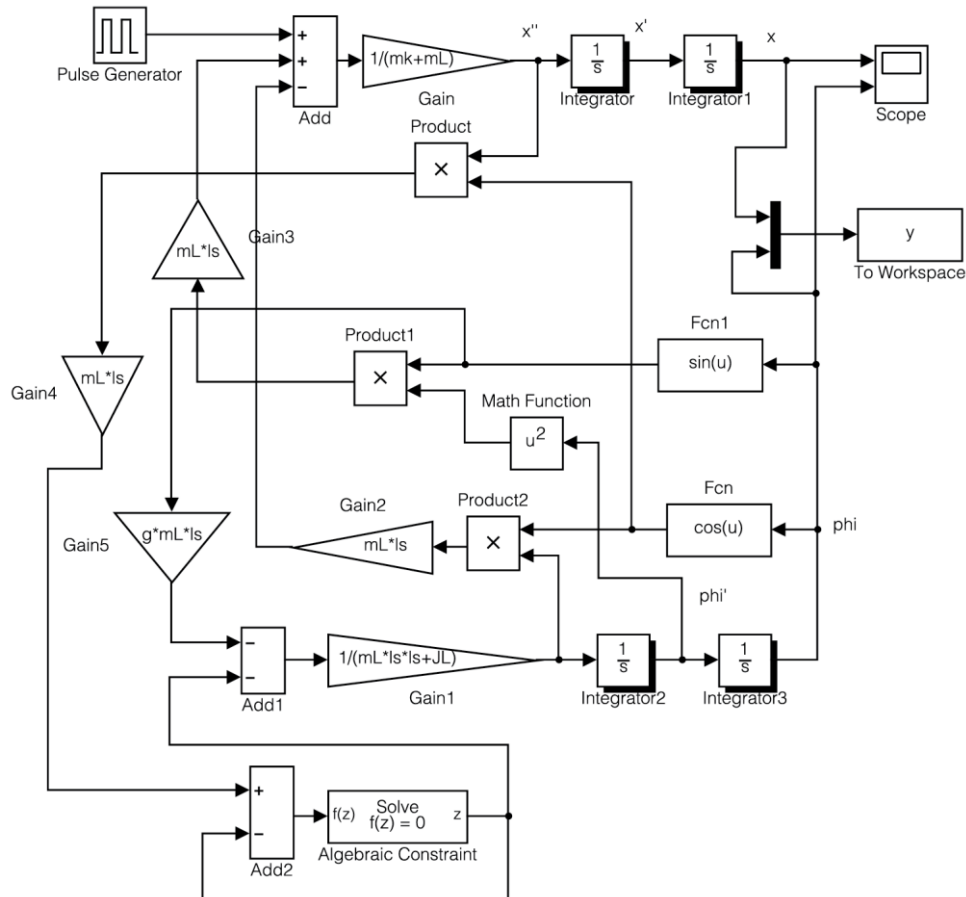 Pulse Generator
+
+
−
Add
1/(mk+mL)
Gain
x''
1
s
Integrator
x'
1
s
Integrator1
x
Scope
Product
×
mL*ls
Gain3
y
To Workspace
mL*ls
Gain4
Product1
×
Fcn1
sin(u)
Math Function
u²
g*mL*ls
Gain5
Gain2
mL*ls
Product2
×
Fcn
cos(u)
phi
phi'
−
−
Add1
1/(mL*ls*ls+JL)
Gain1
1
s
Integrator2
1
s
Integrator3
+
−
Add2
f(z)
Solve
f(z) = 0
z
Algebraic Constraint